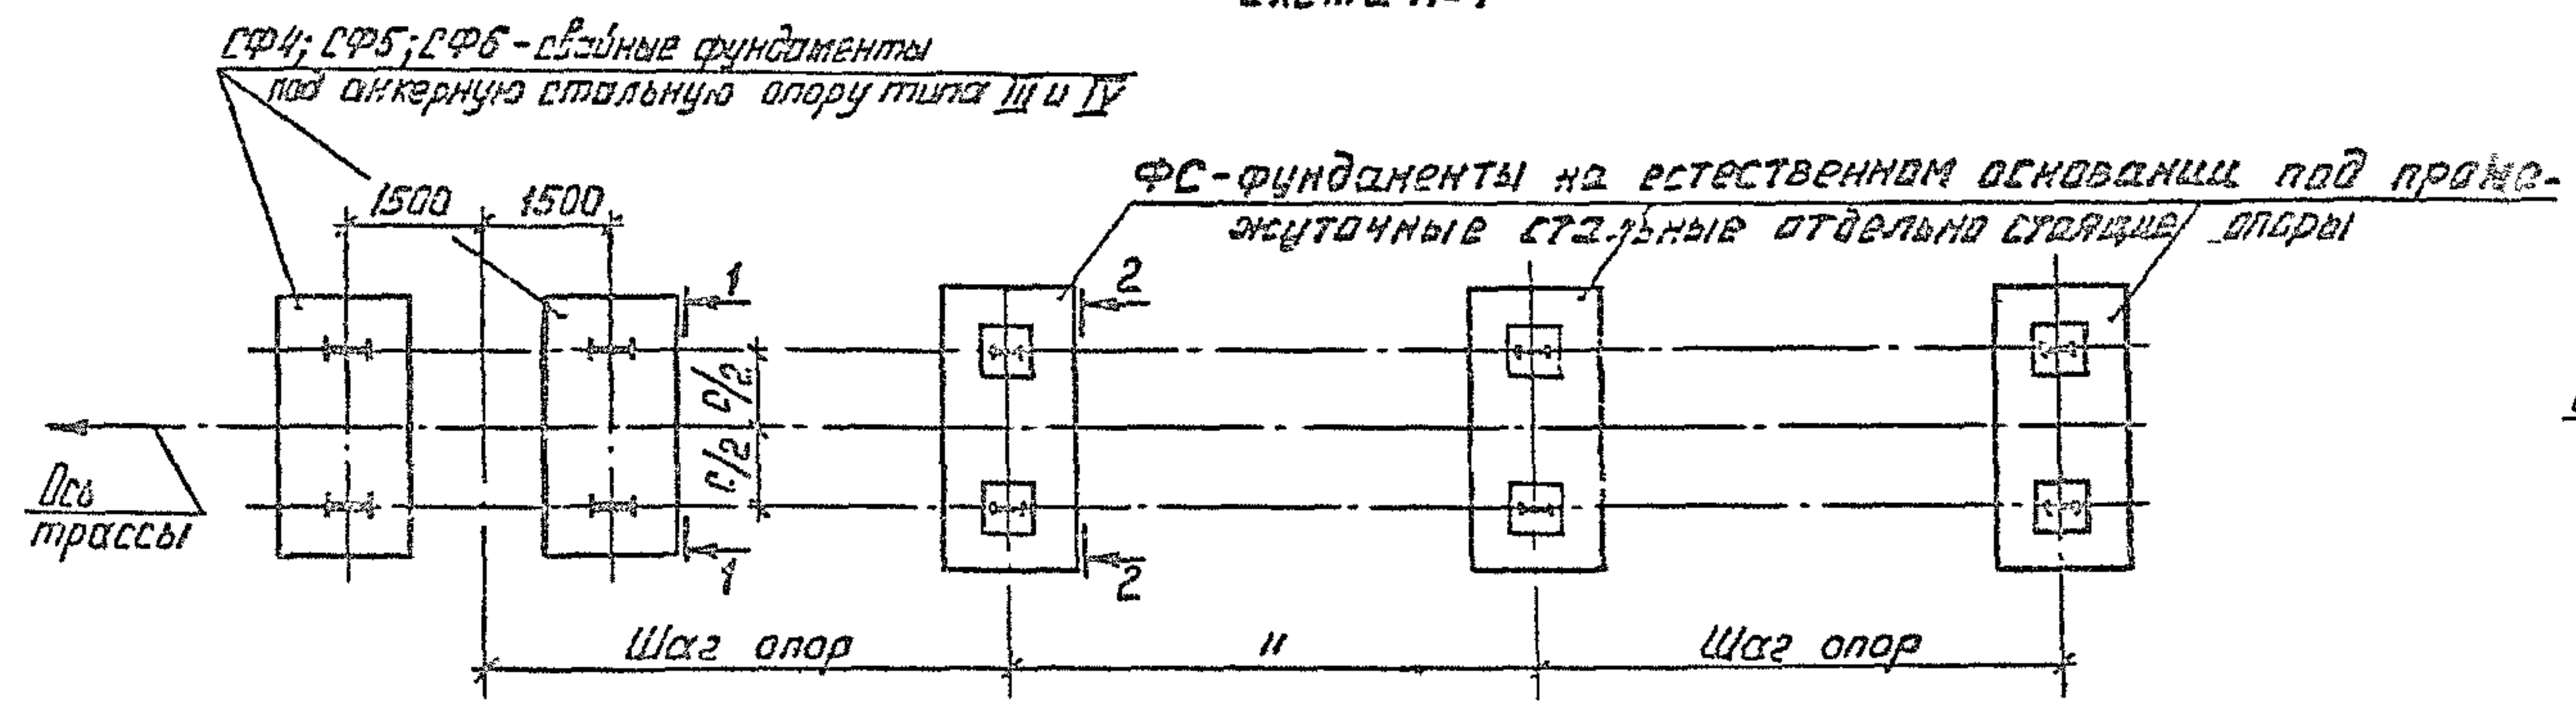 СФ4; СФ5; СФ6 - свайные фундаменты
под анкерную стальную опору типа III и IV
ФС - фундаменты на естественном основании под проме-
жуточные стальные отдельно стоящие опоры
1500 1500
1 2
С/2
С/2
Ось
трассы
1 2
Шаг опор " Шаг опор